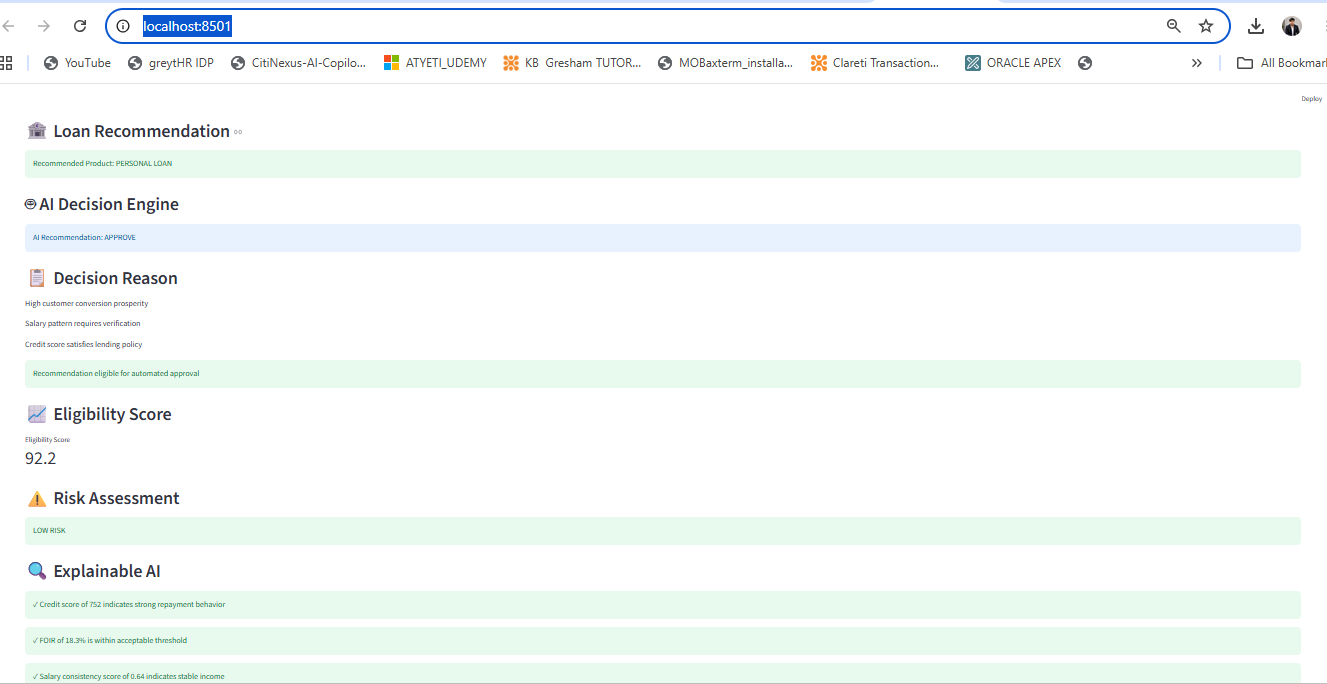 localhost:8501
YouTube greytHR IDP CitiNexus-AI-Copilo... ATYETI_UDEMY KB Gresham TUTOR... MOBaxterm_installa... Clareti Transaction... ORACLE APEX » All Bookmar
Deploy
Loan Recommendation
Recommended Product: PERSONAL LOAN
AI Decision Engine
AI Recommendation: APPROVE
Decision Reason
High customer conversion prosperity
Salary pattern requires verification
Credit score satisfies lending policy
Recommendation eligible for automated approval
Eligibility Score
Eligibility Score
92.2
Risk Assessment
LOW RISK
Explainable AI
✓ Credit score of 752 indicates strong repayment behavior
✓ FOIR of 18.3% is within acceptable threshold
✓ Salary consistency score of 0.64 indicates stable income